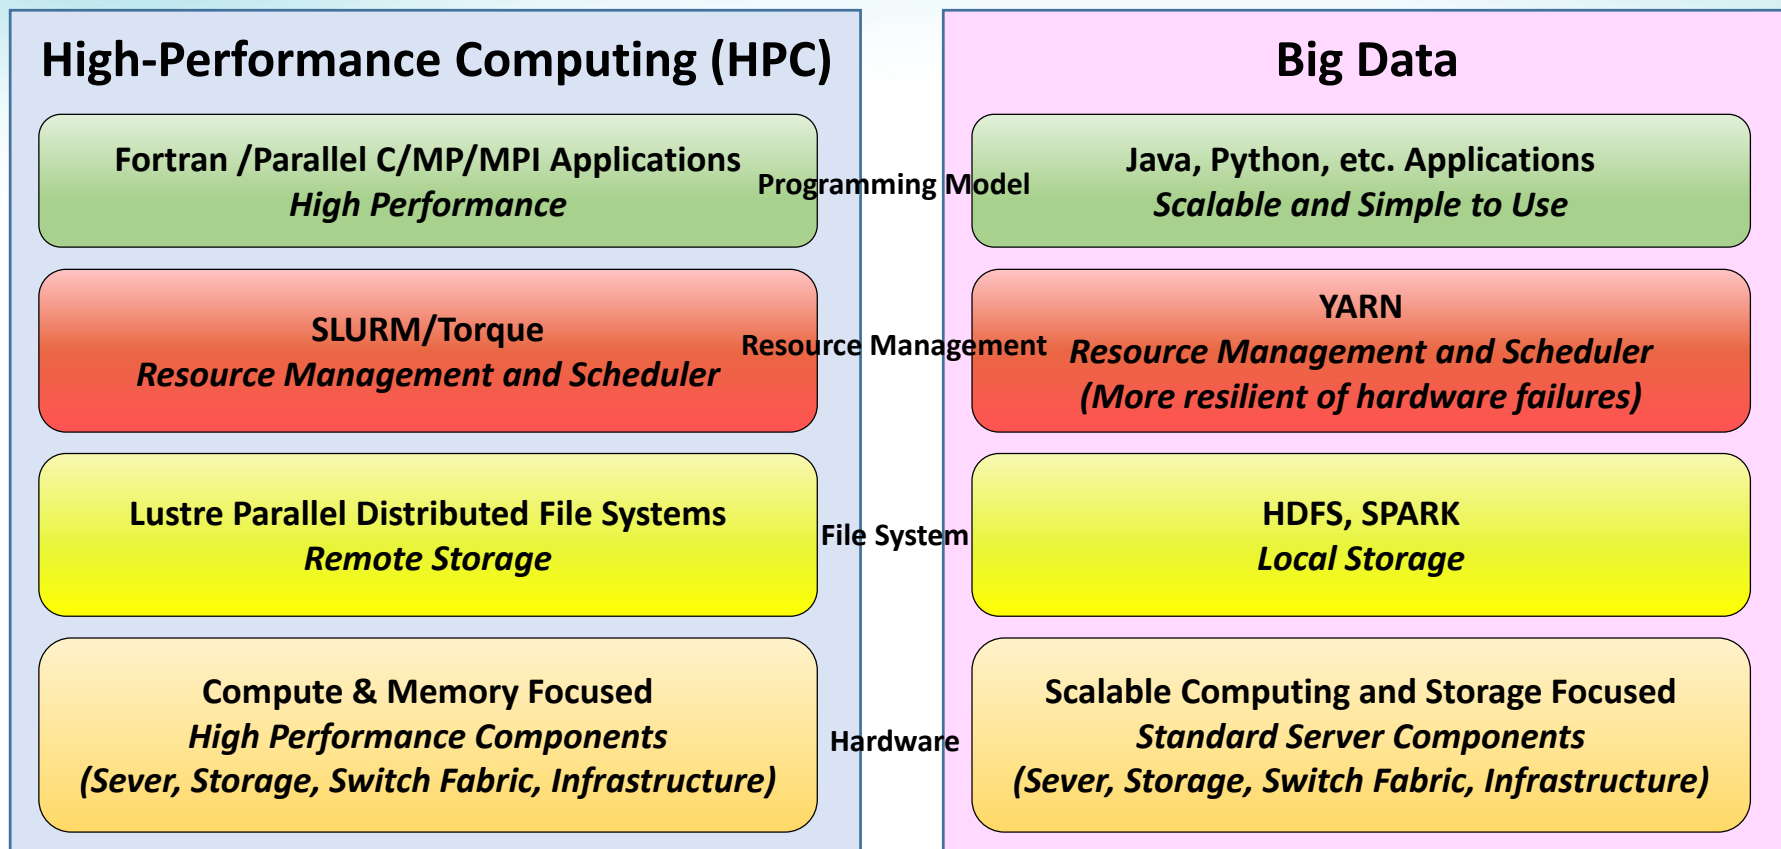 High-Performance Computing (HPC)
Fortran /Parallel C/MP/MPI Applications
High Performance
SLURM/Torque
Resource Management and Scheduler
Lustre Parallel Distributed File Systems
Remote Storage
Compute & Memory Focused
High Performance Components
(Sever, Storage, Switch Fabric, Infrastructure)
Programming Model
Resource Management
File System
Hardware
Big Data
Java, Python, etc. Applications
Scalable and Simple to Use
YARN
Resource Management and Scheduler
(More resilient of hardware failures)
HDFS, SPARK
Local Storage
Scalable Computing and Storage Focused
Standard Server Components
(Sever, Storage, Switch Fabric, Infrastructure)